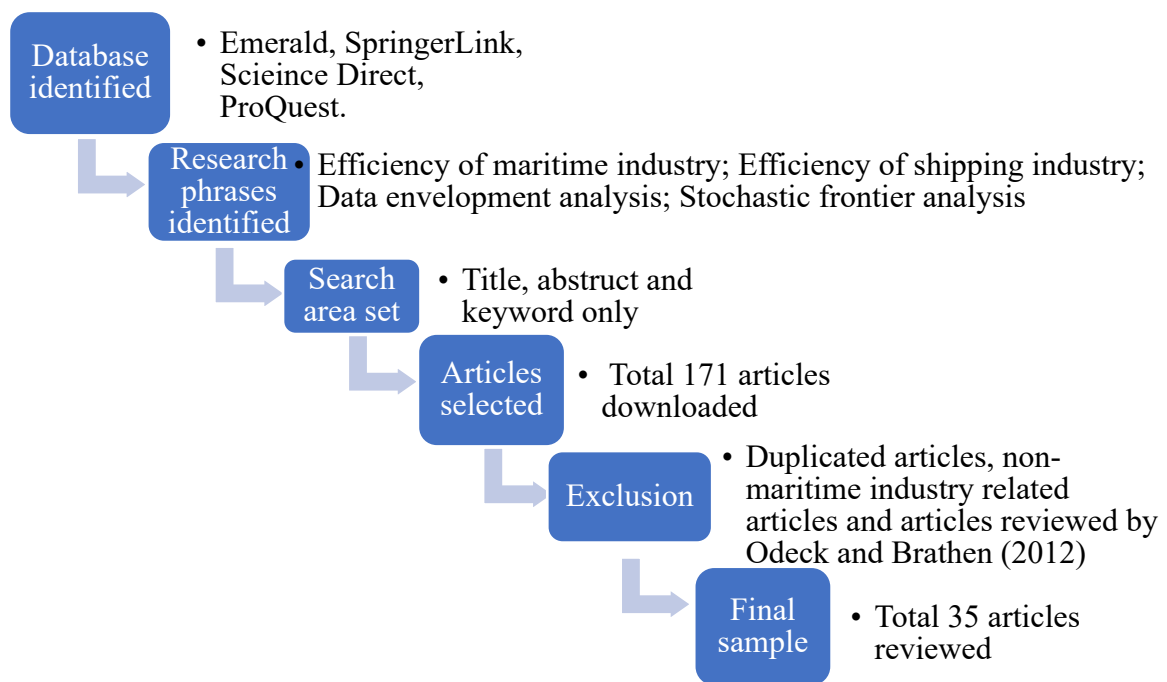 Database
identified
• Emerald, SpringerLink,
Scieince Direct,
ProQuest.
Research
phrases
identified
• Efficiency of maritime industry; Efficiency of shipping industry;
Data envelopment analysis; Stochastic frontier analysis
Search
area set
• Title, abstruct and
keyword only
Articles
selected
• Total 171 articles
downloaded
Exclusion
• Duplicated articles, non-
maritime industry related
articles and articles reviewed by
Odeck and Brathen (2012)
Final
sample
• Total 35 articles
reviewed